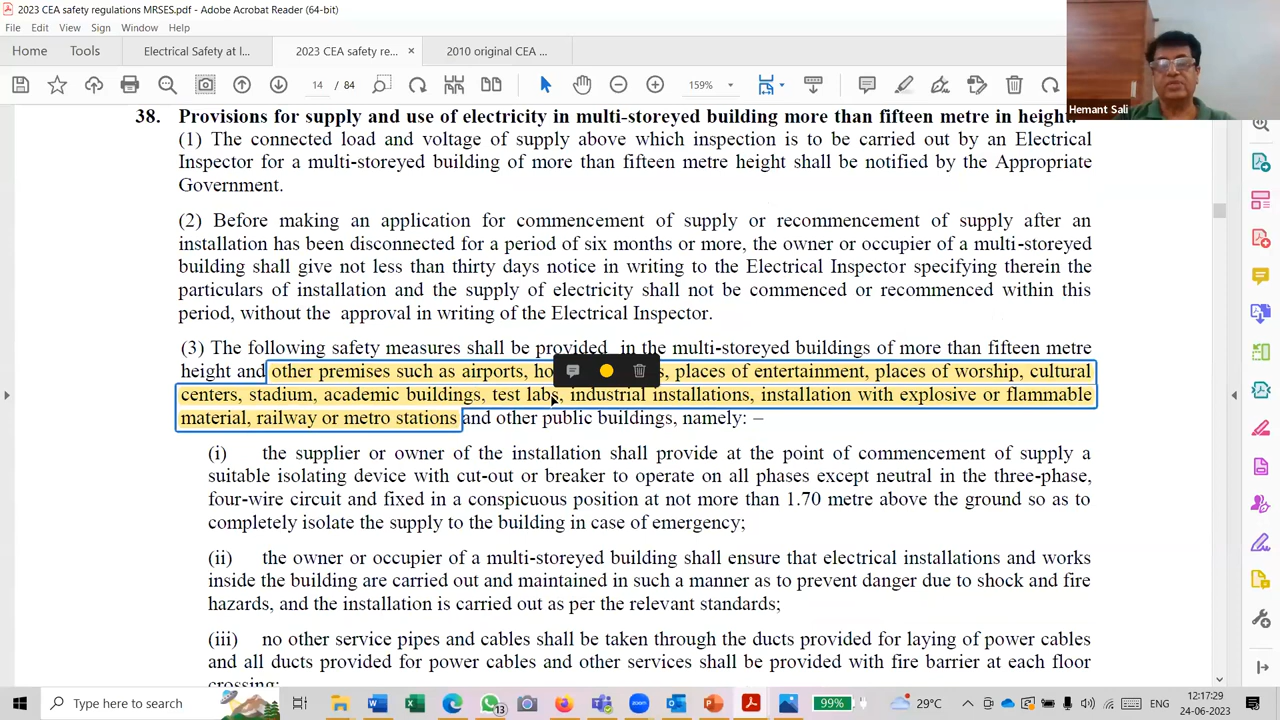 2023 CEA safety regulations MRSES.pdf - Adobe Acrobat Reader (64-bit)
File Edit View Sign Window Help
Home Tools Electrical Safety at I... 2023 CEA safety re... × 2010 original CEA ...
14 / 84 159%
Hemant Sali
38. Provisions for supply and use of electricity in multi-storeyed building more than fifteen metre in height.
(1) The connected load and voltage of supply above which inspection is to be carried out by an Electrical
Inspector for a multi-storeyed building of more than fifteen metre height shall be notified by the Appropriate
Government.
(2) Before making an application for commencement of supply or recommencement of supply after an
installation has been disconnected for a period of six months or more, the owner or occupier of a multi-storeyed
building shall give not less than thirty days notice in writing to the Electrical Inspector specifying therein the
particulars of installation and the supply of electricity shall not be commenced or recommenced within this
period, without the approval in writing of the Electrical Inspector.
(3) The following safety measures shall be provided in the multi-storeyed buildings of more than fifteen metre
height and other premises such as airports, ho s, places of entertainment, places of worship, cultural
centers, stadium, academic buildings, test labs, industrial installations, installation with explosive or flammable
material, railway or metro stations and other public buildings, namely: –
(i) the supplier or owner of the installation shall provide at the point of commencement of supply a
suitable isolating device with cut-out or breaker to operate on all phases except neutral in the three-phase,
four-wire circuit and fixed in a conspicuous position at not more than 1.70 metre above the ground so as to
completely isolate the supply to the building in case of emergency;
(ii) the owner or occupier of a multi-storeyed building shall ensure that electrical installations and works
inside the building are carried out and maintained in such a manner as to prevent danger due to shock and fire
hazards, and the installation is carried out as per the relevant standards;
(iii) no other service pipes and cables shall be taken through the ducts provided for laying of power cables
and all ducts provided for power cables and other services shall be provided with fire barrier at each floor
crossing;
Type here to search 13 zoom 99% 29°C ENG 12:17:29
24-06-2023